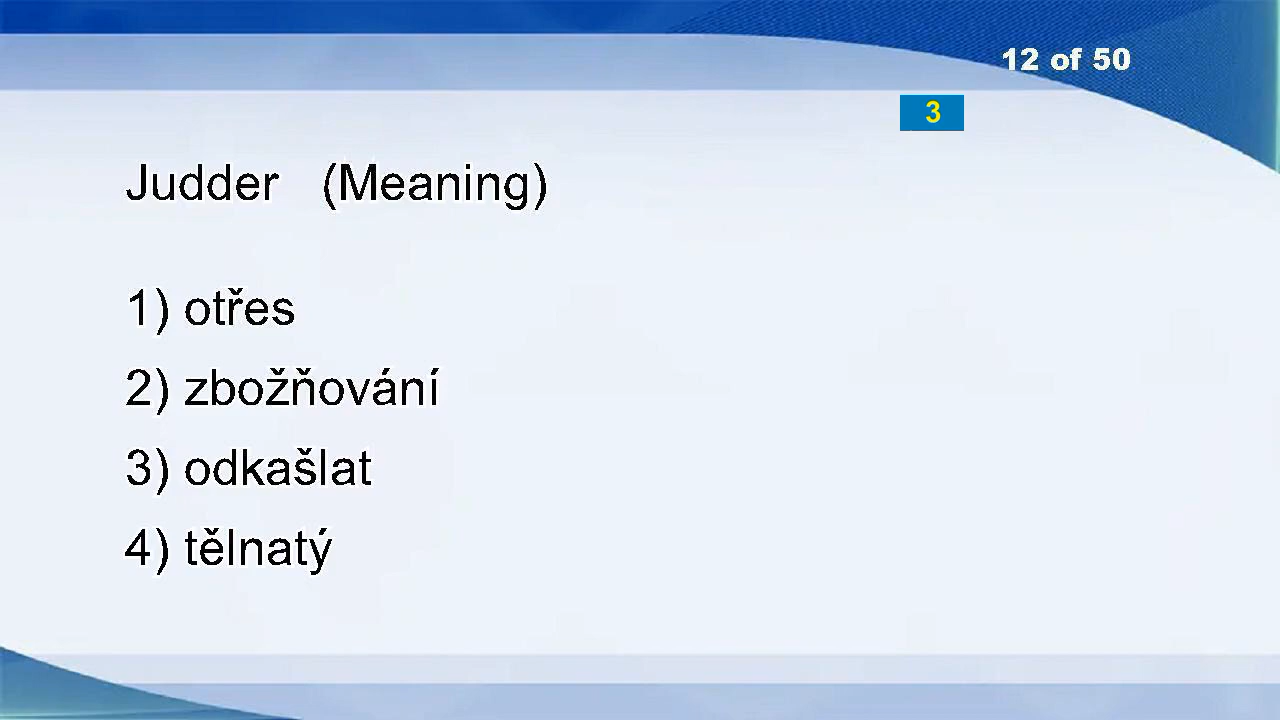 12 of 50
3
Judder (Meaning)
1) otřes
2) zbožňování
3) odkašlat
4) tělnatý